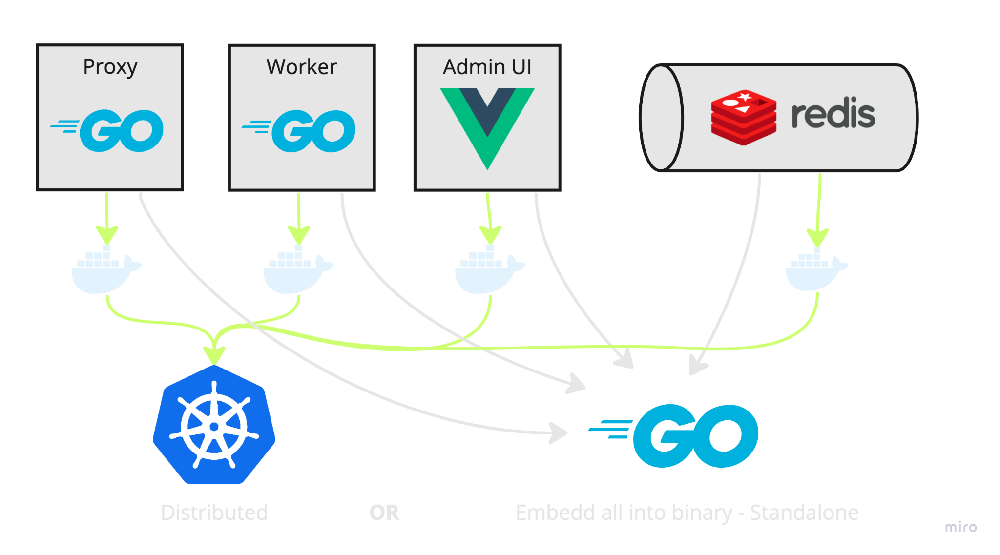 Proxy
GO
Worker
GO
Admin UI
redis
GO
Distributed
OR
Embedd all into binary - Standalone
miro